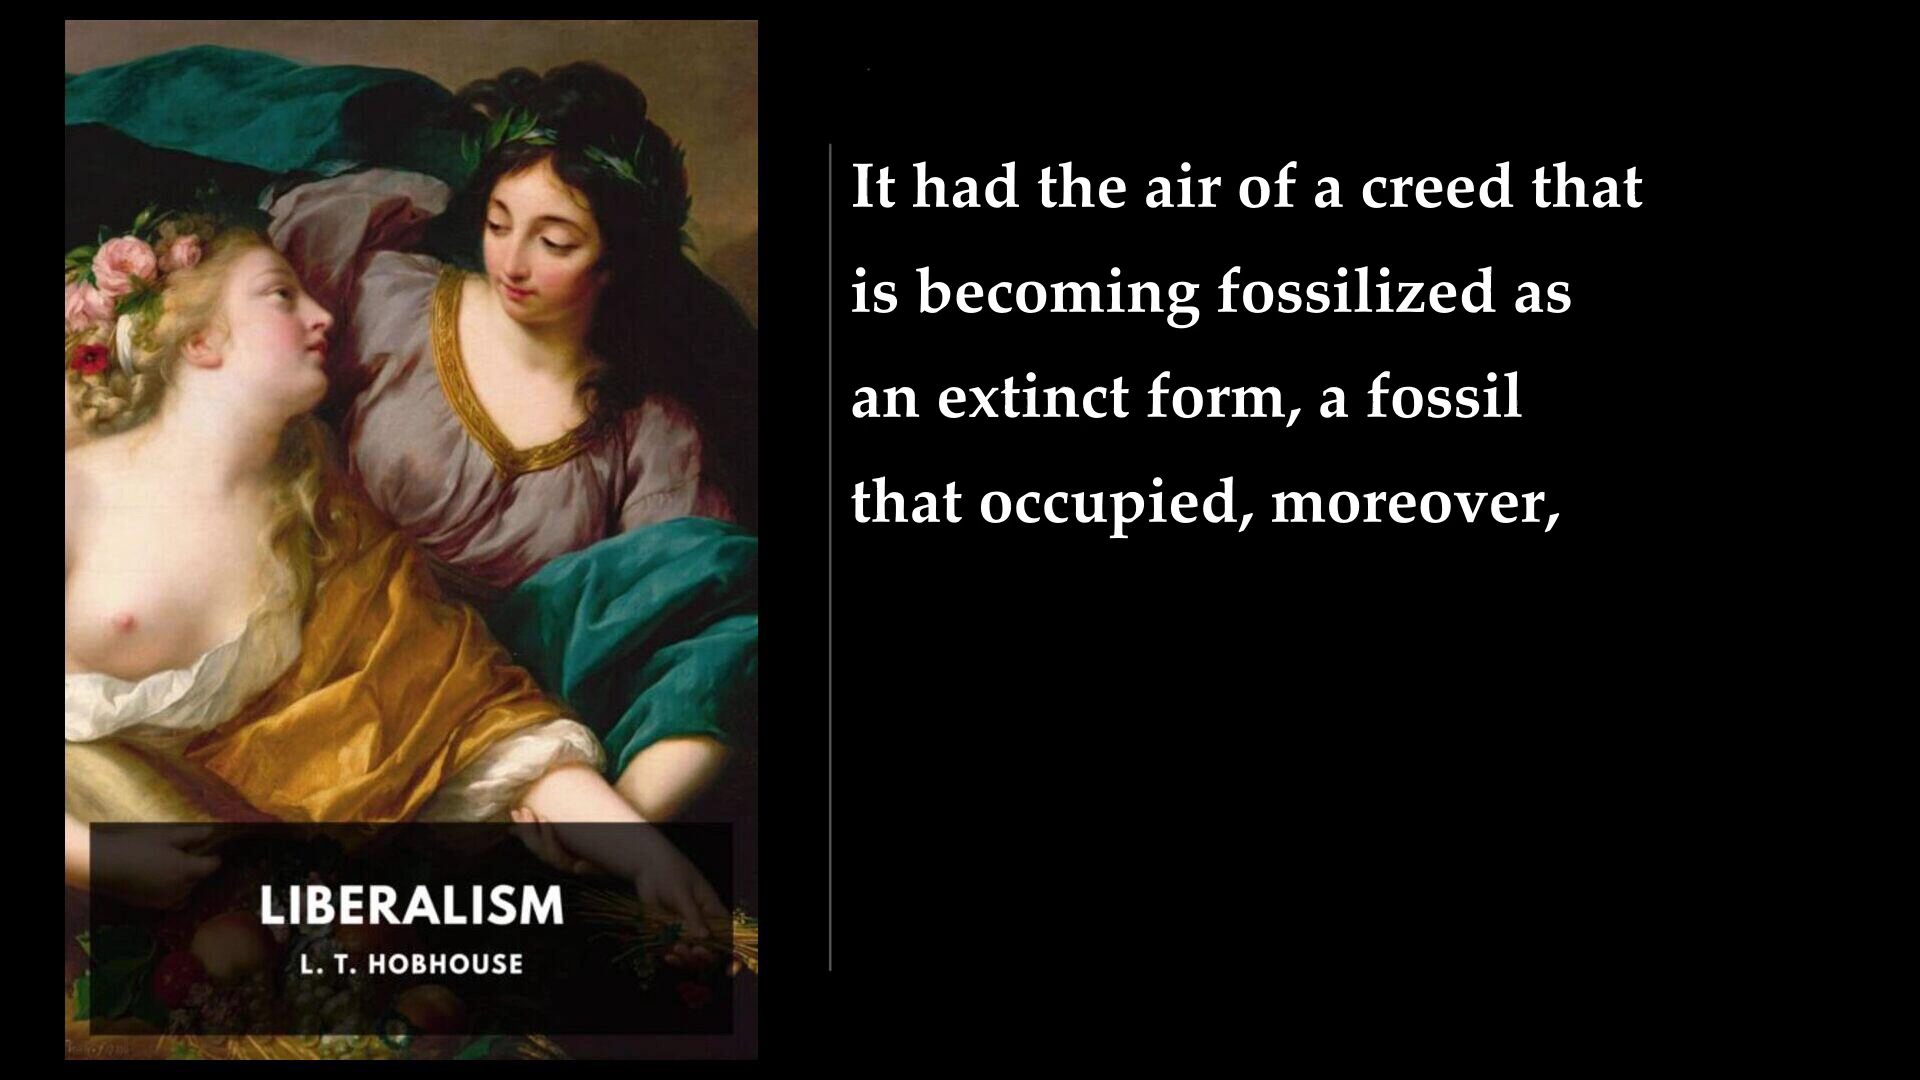 LIBERALISM
L. T. HOBHOUSE
It had the air of a creed that
is becoming fossilized as
an extinct form, a fossil
that occupied, moreover,